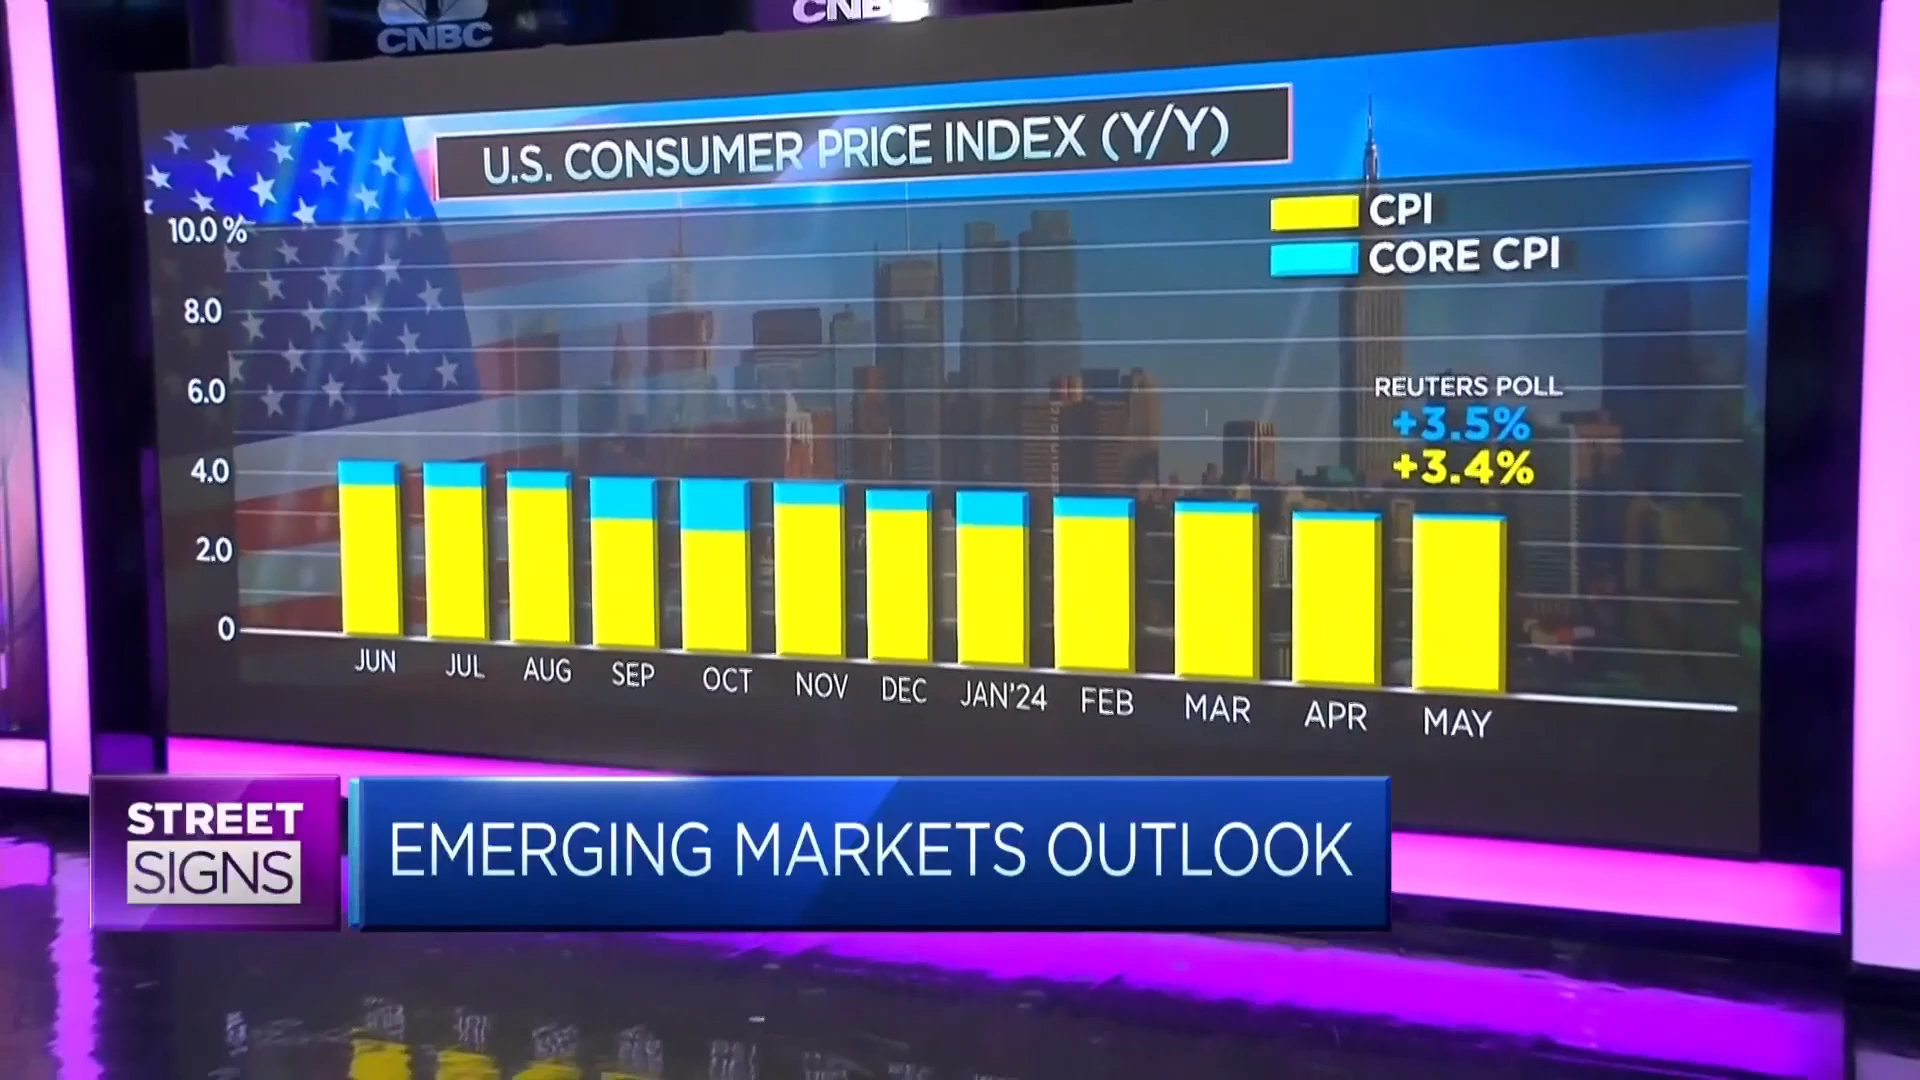 CNBC
CNBC
U.S. CONSUMER PRICE INDEX (Y/Y)
CPI
CORE CPI
10.0 %
8.0
6.0
4.0
2.0
0
REUTERS POLL
+3.5%
+3.4%
JUN JUL AUG SEP OCT NOV DEC JAN'24 FEB MAR APR MAY
STREET
SIGNS
EMERGING MARKETS OUTLOOK